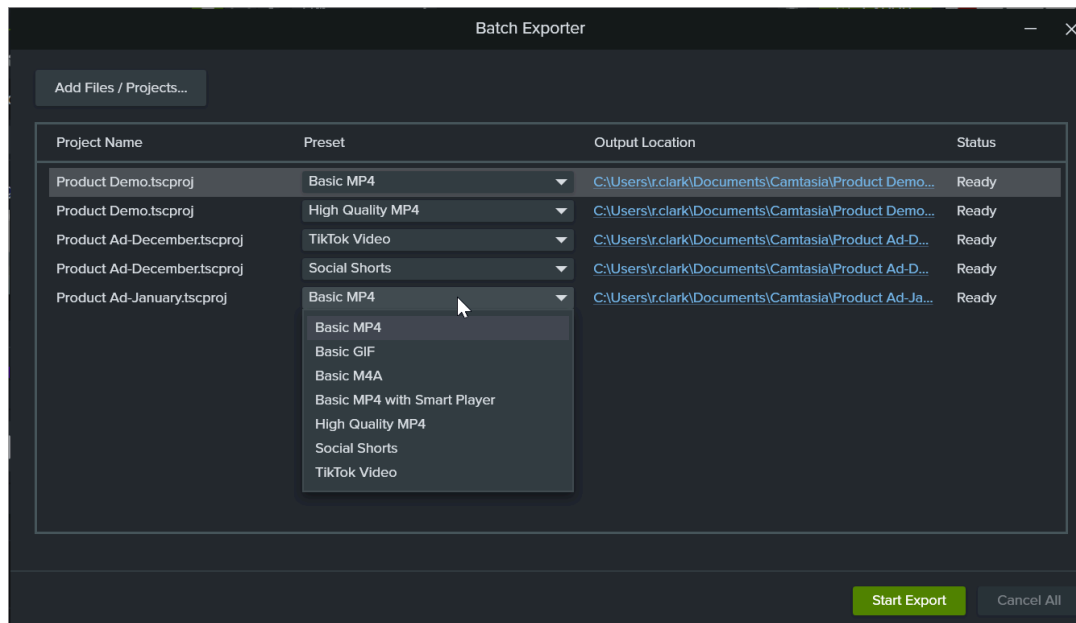 Batch Exporter
Add Files / Projects...
Project Name Preset Output Location Status
Product Demo.tscproj Basic MP4 C:\Users\r.clark\Documents\Camtasia\Product Demo... Ready
Product Demo.tscproj High Quality MP4 C:\Users\r.clark\Documents\Camtasia\Product Demo... Ready
Product Ad-December.tscproj TikTok Video C:\Users\r.clark\Documents\Camtasia\Product Ad-D... Ready
Product Ad-December.tscproj Social Shorts C:\Users\r.clark\Documents\Camtasia\Product Ad-D... Ready
Product Ad-January.tscproj Basic MP4 C:\Users\r.clark\Documents\Camtasia\Product Ad-Ja... Ready
Basic MP4
Basic GIF
Basic M4A
Basic MP4 with Smart Player
High Quality MP4
Social Shorts
TikTok Video
Start Export Cancel All